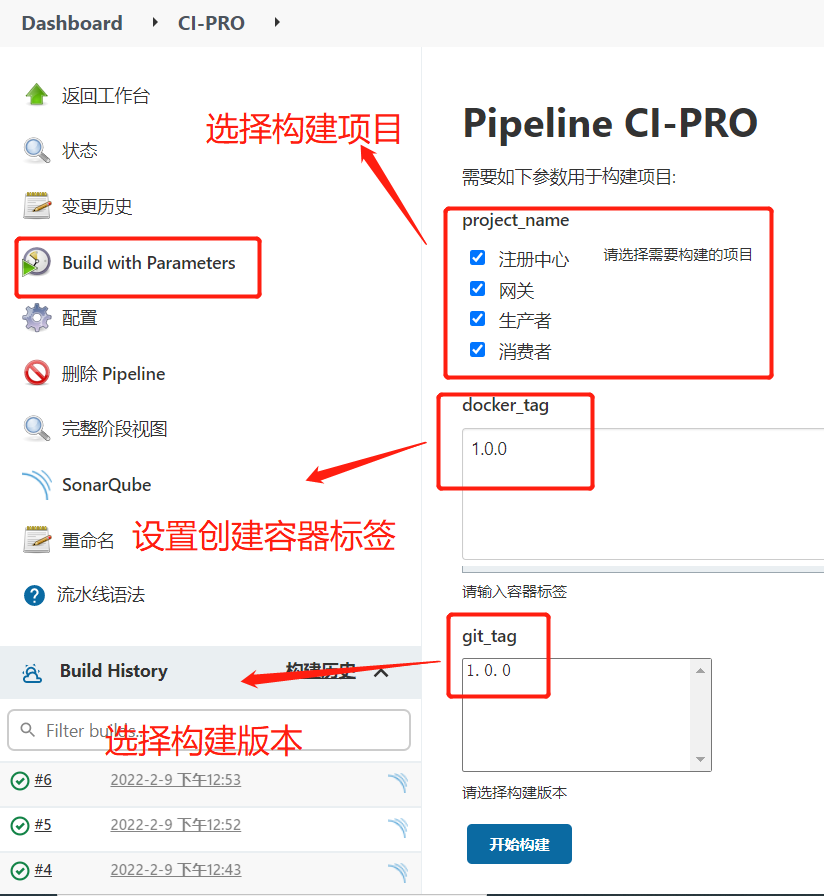 Dashboard CI-PRO
返回工作台
状态
变更历史
Build with Parameters
配置
删除 Pipeline
完整阶段视图
SonarQube
重命名
流水线语法
选择构建项目
设置创建容器标签
Build History 构建历史
Filter builds...
选择构建版本
#6 2022-2-9 下午12:53
#5 2022-2-9 下午12:52
#4 2022-2-9 下午12:43
Pipeline CI-PRO
需要如下参数用于构建项目:
project_name
注册中心 请选择需要构建的项目
网关
生产者
消费者
docker_tag
1.0.0
请输入容器标签
git_tag
1.0.0
请选择构建版本
开始构建